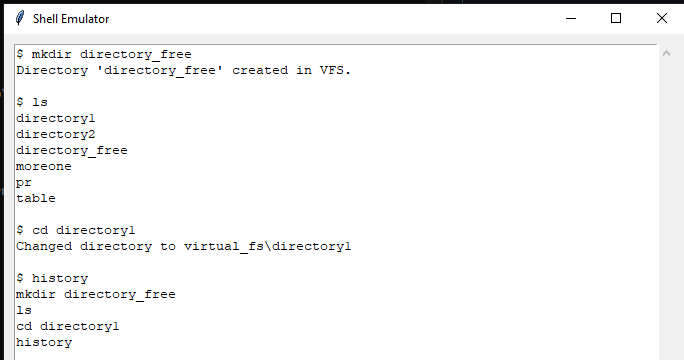 Shell Emulator
$ mkdir directory_free
Directory 'directory_free' created in VFS.
$ ls
directory1
directory2
directory_free
moreone
pr
table
$ cd directory1
Changed directory to virtual_fs\directory1
$ history
mkdir directory_free
ls
cd directory1
history